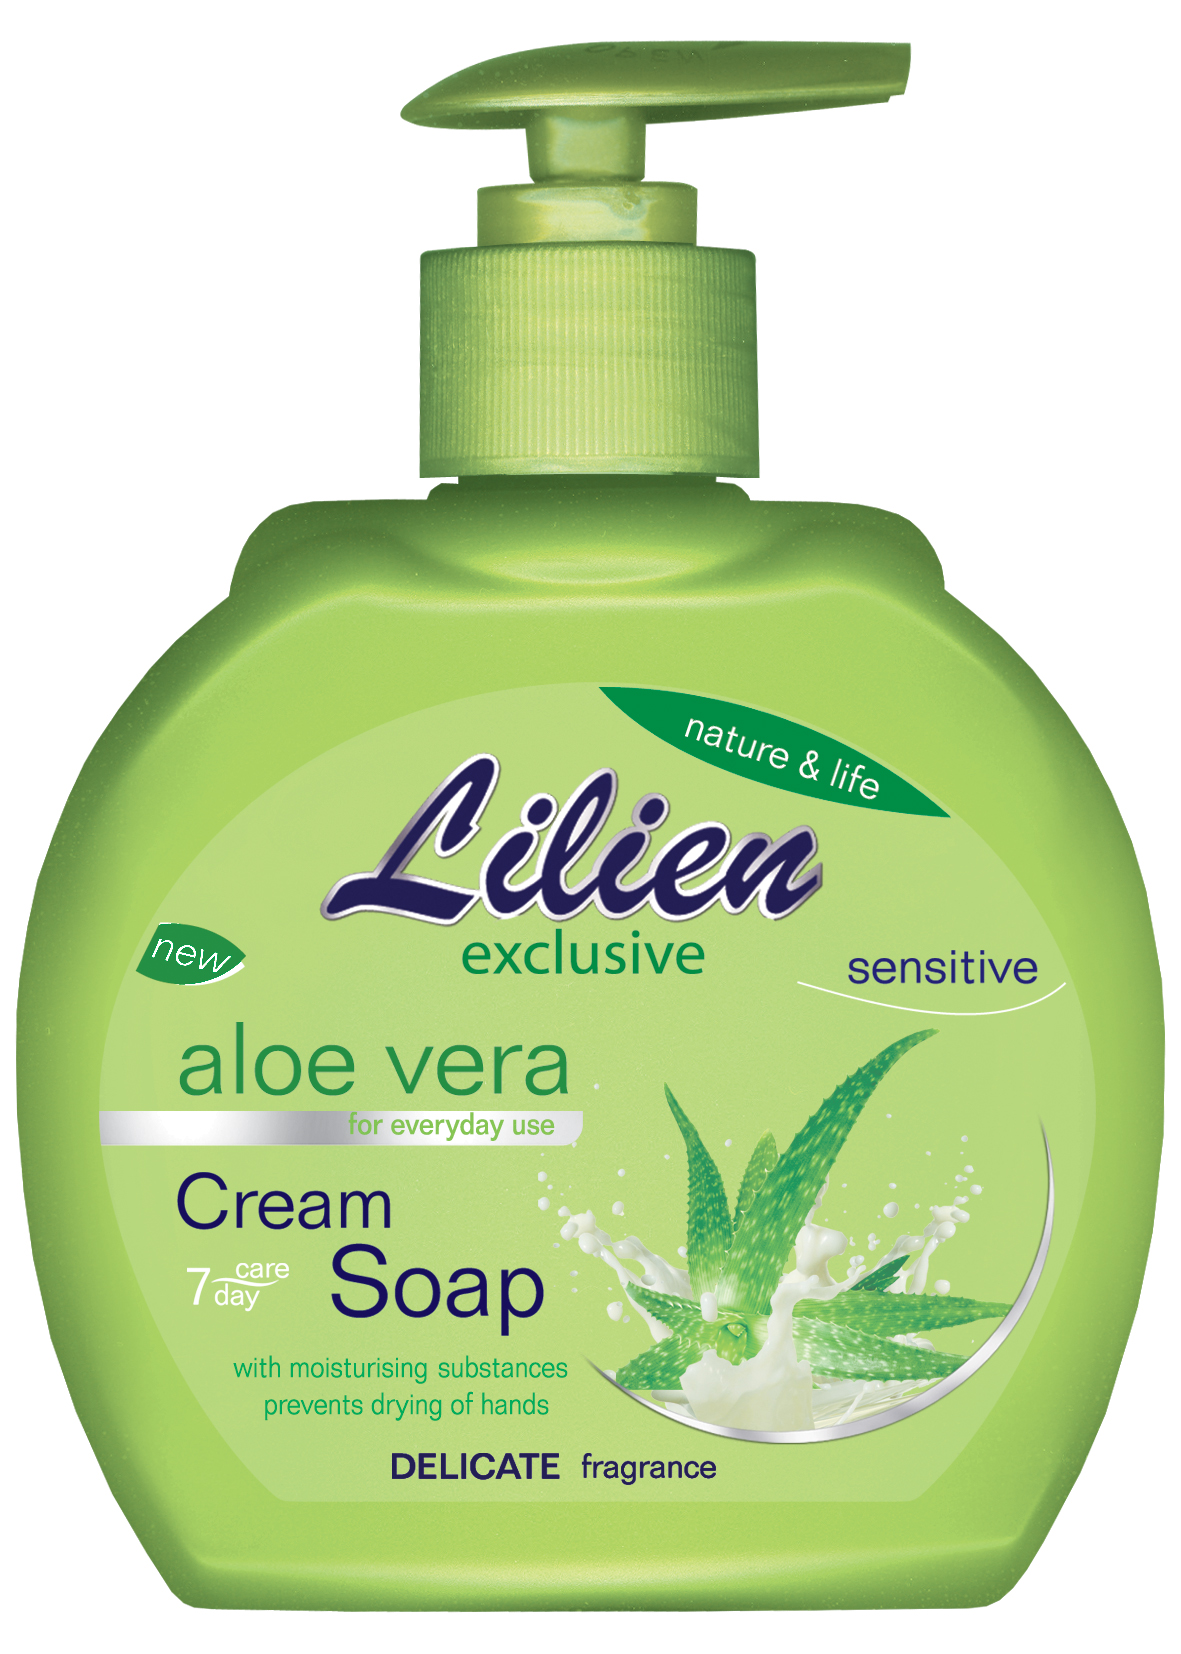 OPEN
nature & life
Lilien
exclusive
new
sensitive
aloe vera
for everyday use
Cream
Soap
7 day care
with moisturising substances
prevents drying of hands
DELICATE fragrance